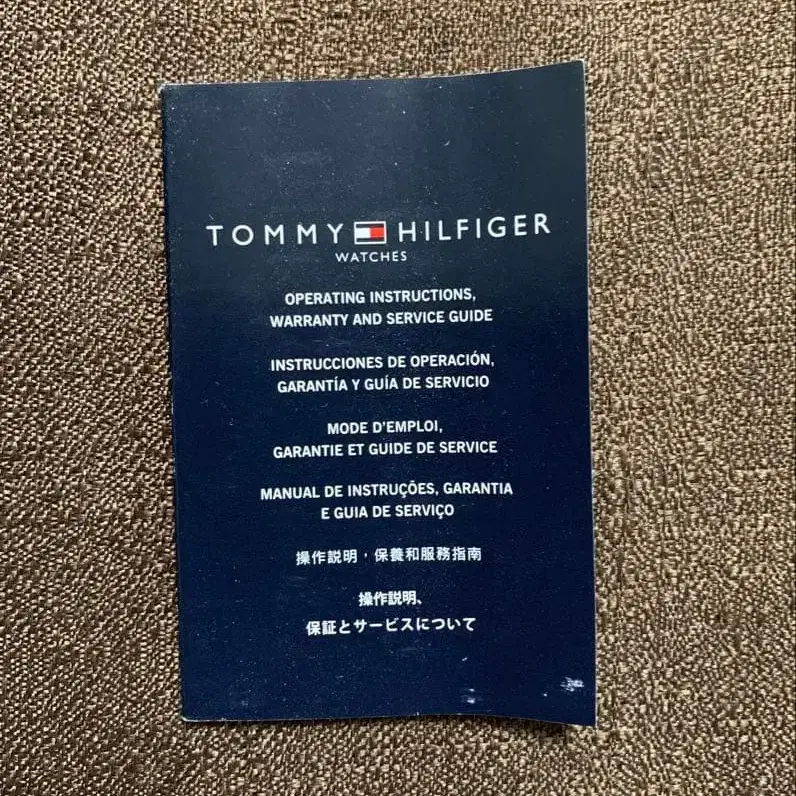 TOMMY HILFIGER
WATCHES
OPERATING INSTRUCTIONS,
WARRANTY AND SERVICE GUIDE
INSTRUCCIONES DE OPERACIÓN,
GARANTÍA Y GUÍA DE SERVICIO
MODE D'EMPLOI,
GARANTIE ET GUIDE DE SERVICE
MANUAL DE INSTRUÇÕES, GARANTIA
E GUIA DE SERVIÇO
操作説明・保養和服務指南
操作説明、
保証とサービスについて